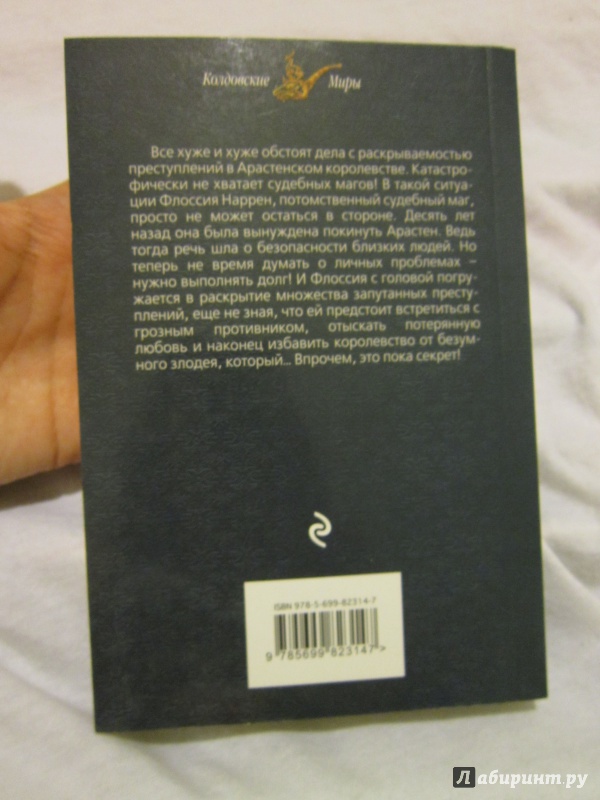 Колдовские Миры
Все хуже и хуже обстоят дела с раскрываемостью
преступлений в Арастенском королевстве. Катастро-
фически не хватает судебных магов! В такой ситуа-
ции Флоссия Наррен, потомственный судебный маг,
просто не может остаться в стороне. Десять лет
назад она была вынуждена покинуть Арастен. Ведь
тогда речь шла о безопасности близких людей. Но
теперь не время думать о личных проблемах –
нужно выполнять долг! И Флоссия с головой погру-
жается в раскрытие множества запутанных престу-
плений, еще не зная, что ей предстоит встретиться с
грозным противником, отыскать потерянную
любовь и наконец избавить королевство от безум-
ного злодея, который... Впрочем, это пока секрет!
ISBN 978-5-699-82314-7
9 785699 823147 >
Лабиринт.ру